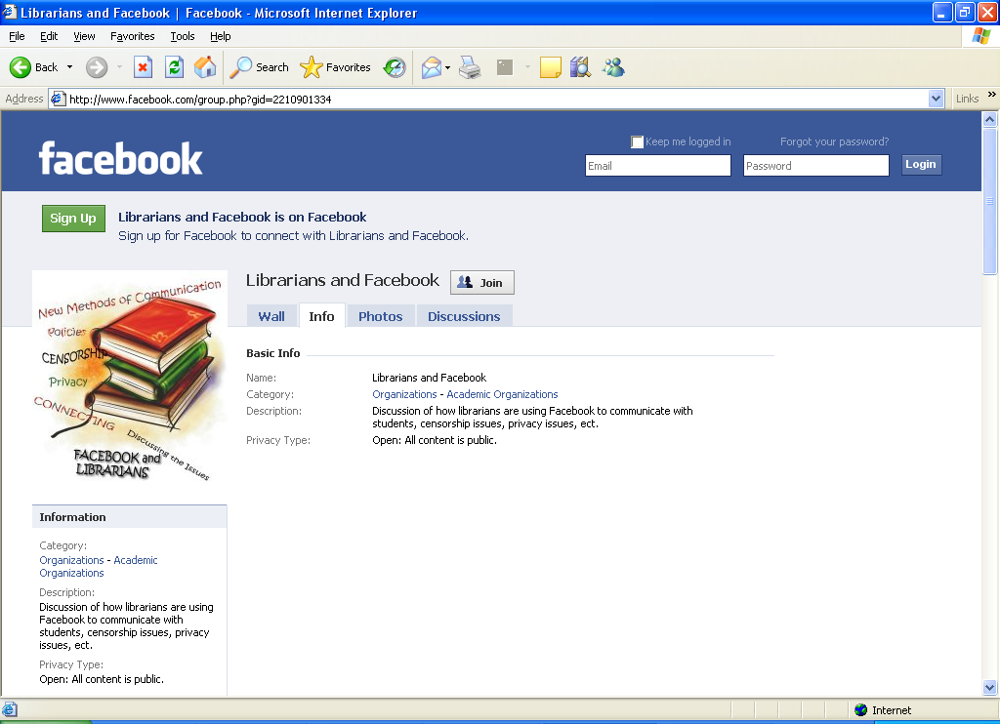 Librarians and Facebook | Facebook - Microsoft Internet Explorer
File Edit View Favorites Tools Help
Back Search Favorites
Address http://www.facebook.com/group.php?gid=2210901334 Links »
facebook
Keep me logged in Forgot your password?
Email Password Login
Sign Up
Librarians and Facebook is on Facebook
Sign up for Facebook to connect with Librarians and Facebook.
New Methods of Communication
Policies
CENSORSHIP
Privacy
CONNECTING
Discussing the Issues
FACEBOOK and
LIBRARIANS
Librarians and Facebook Join
Wall Info Photos Discussions
Basic Info
Name: Librarians and Facebook
Category: Organizations - Academic Organizations
Description: Discussion of how librarians are using Facebook to communicate with
students, censorship issues, privacy issues, ect.
Privacy Type: Open: All content is public.
Information
Category:
Organizations - Academic
Organizations
Description:
Discussion of how librarians are using
Facebook to communicate with
students, censorship issues, privacy
issues, ect.
Privacy Type:
Open: All content is public.
Internet